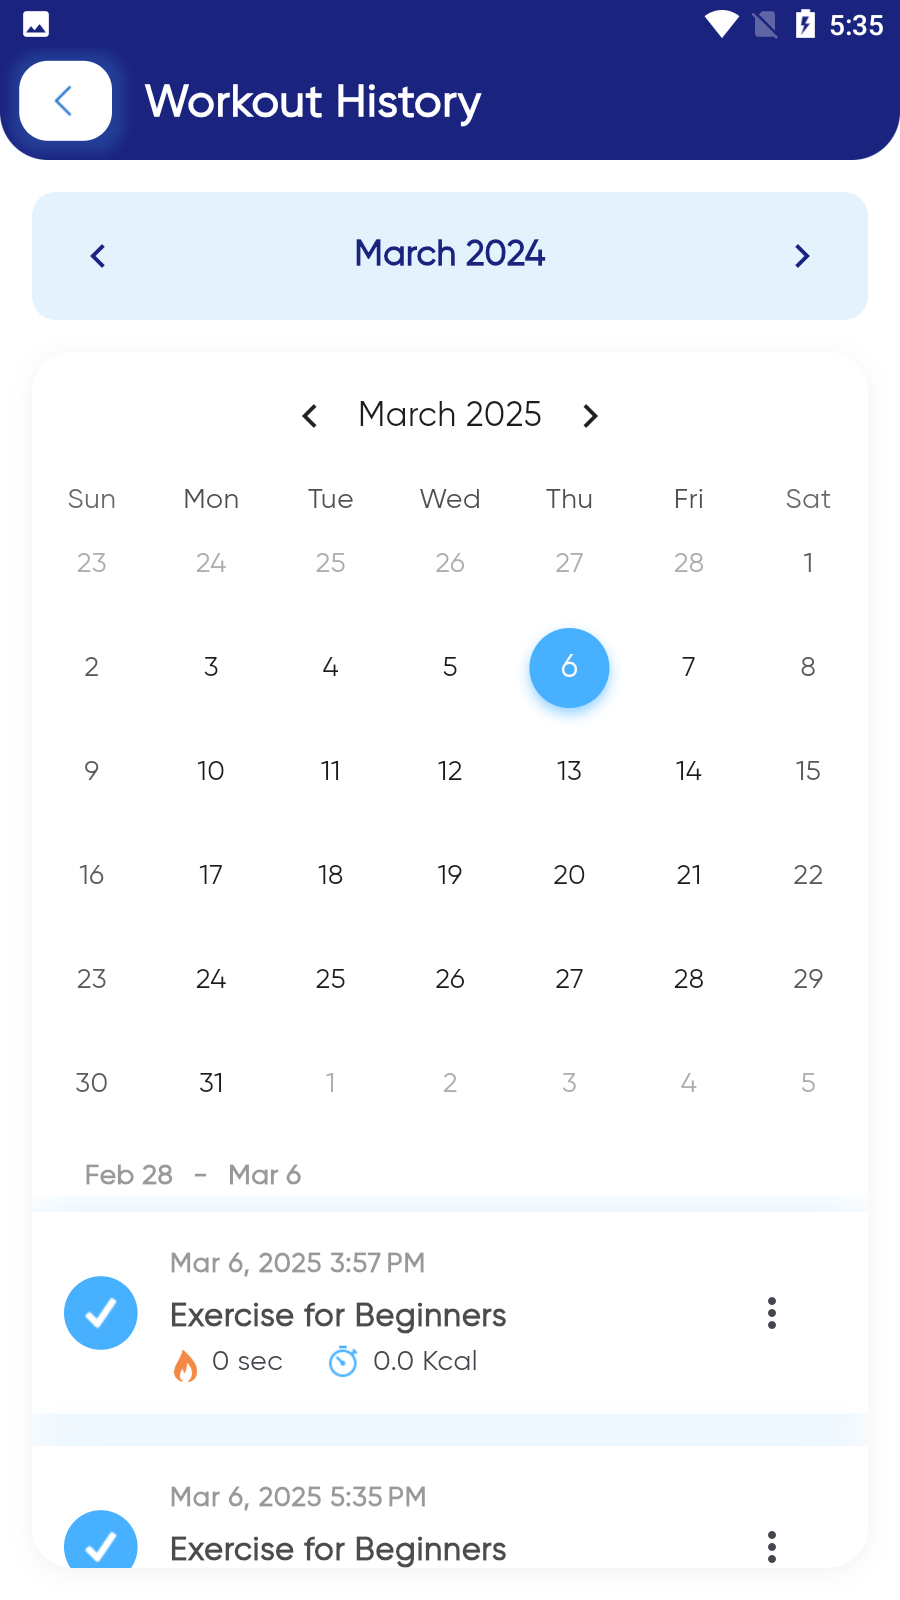 5:35
Workout History
March 2024
March 2025
Sun Mon Tue Wed Thu Fri Sat
23 24 25 26 27 28 1
2 3 4 5 6 7 8
9 10 11 12 13 14 15
16 17 18 19 20 21 22
23 24 25 26 27 28 29
30 31 1 2 3 4 5
Feb 28 - Mar 6
Mar 6, 2025 3:57 PM
Exercise for Beginners
0 sec 0.0 Kcal
Mar 6, 2025 5:35 PM
Exercise for Beginners